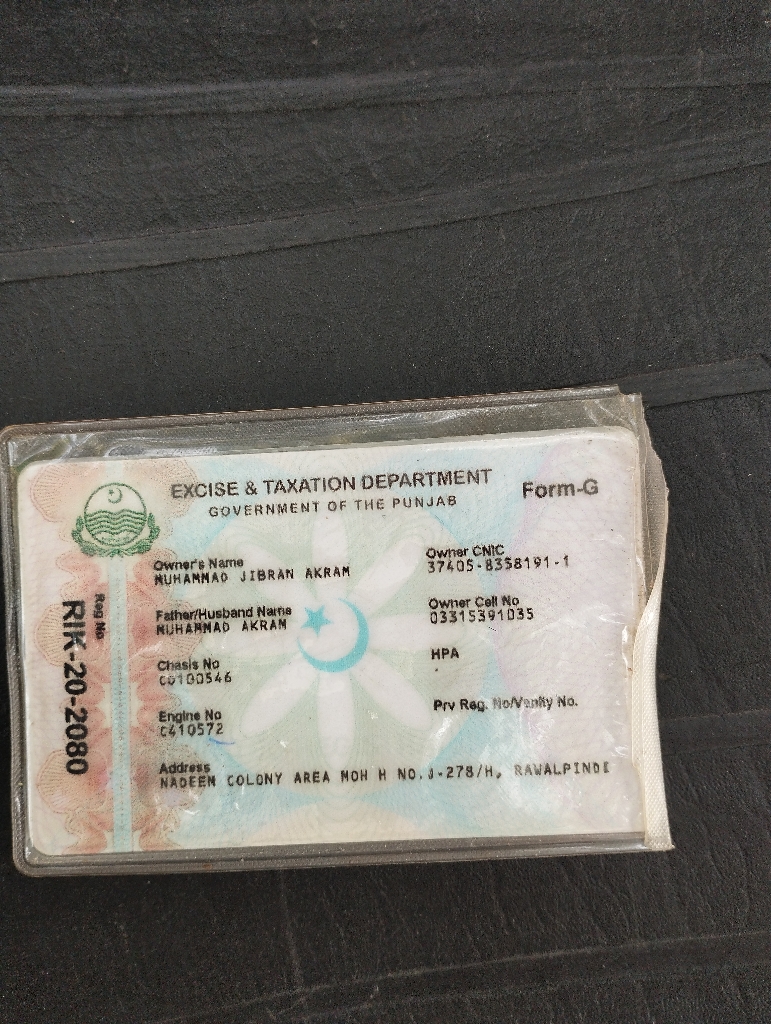 EXCISE & TAXATION DEPARTMENT
GOVERNMENT OF THE PUNJAB
Form-G
Owner's Name
MUHAMMAD JIBRAN AKRAM
Owner CNIC
37405-8358191-1
Father/Husband Name
MUHAMMAD AKRAM
Owner Cell No
03315391035
Chasis No
CO100546
HPA
Engine No
C410572
Prv Reg. No/Vanity No.
Address
NADEEM COLONY AREA MOH H NO.J-278/H, RAWALPINDI
Reg No
RIK-20-2080